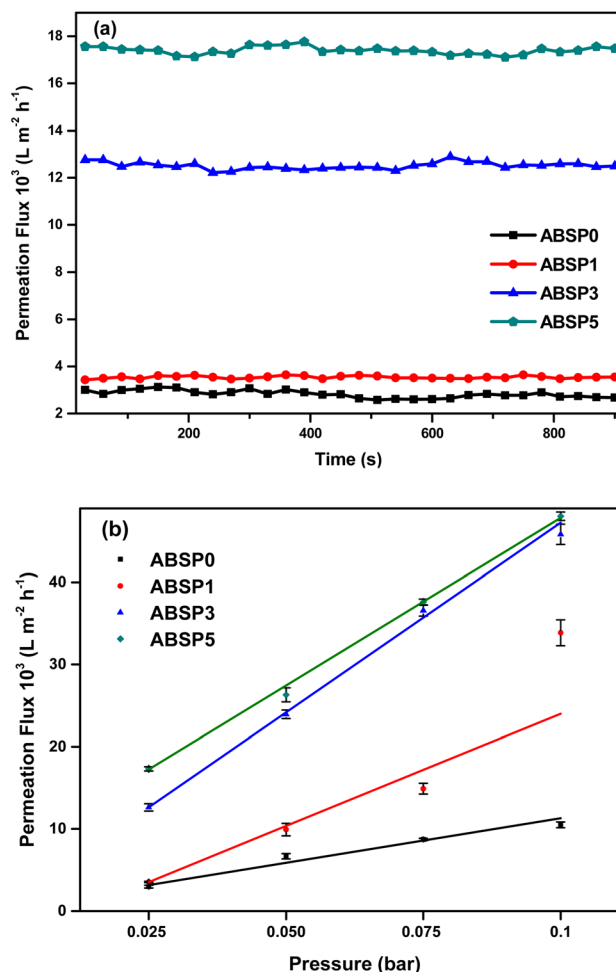 (a)
Permeation Flux 10³ (L m⁻² h⁻¹)
18
16
14
12
10
8
6
4
2
ABSP0
ABSP1
ABSP3
ABSP5
200
400
600
800
Time (s)
(b)
Permeation Flux 10³ (L m⁻² h⁻¹)
ABSP0
ABSP1
ABSP3
ABSP5
40
30
20
10
0
0.025
0.050
0.075
0.1
Pressure (bar)